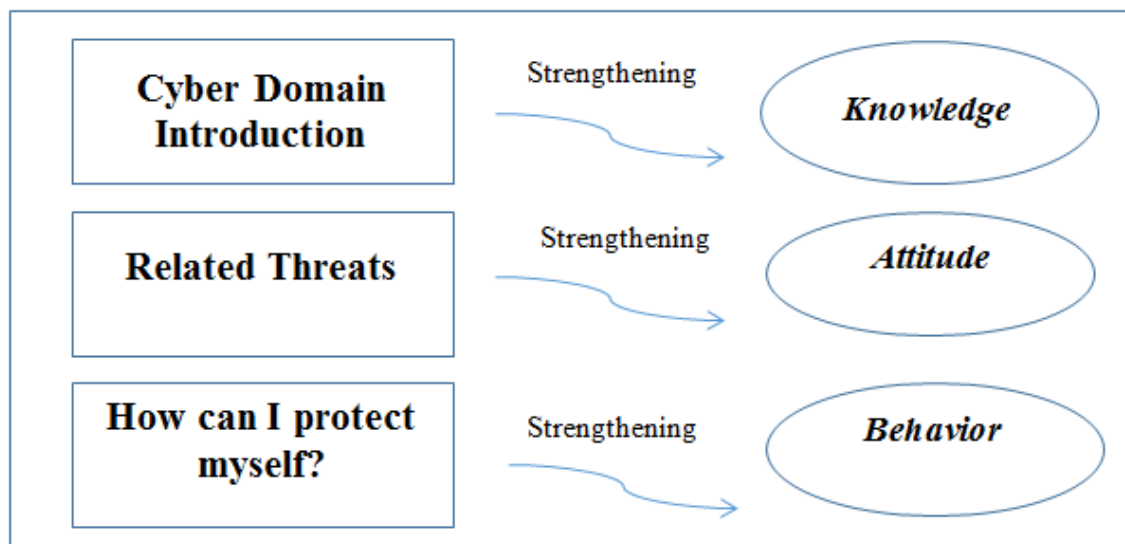 Cyber Domain
Introduction
Strengthening
Knowledge
Related Threats
Strengthening
Attitude
How can I protect
myself?
Strengthening
Behavior